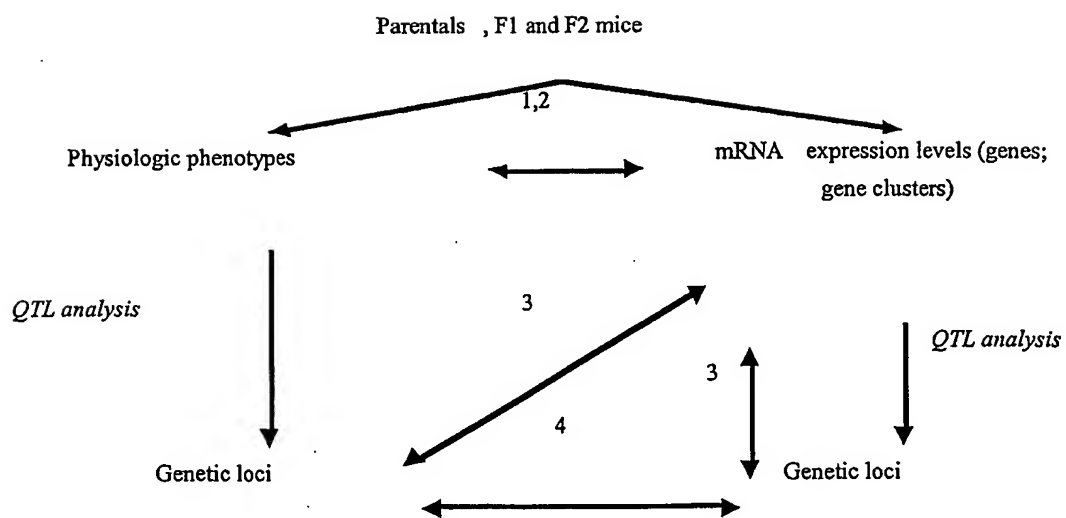 Parentals , F1 and F2 mice
1,2
Physiologic phenotypes
mRNA expression levels (genes;
gene clusters)
QTL analysis
3
QTL analysis
3
4
Genetic loci
Genetic loci